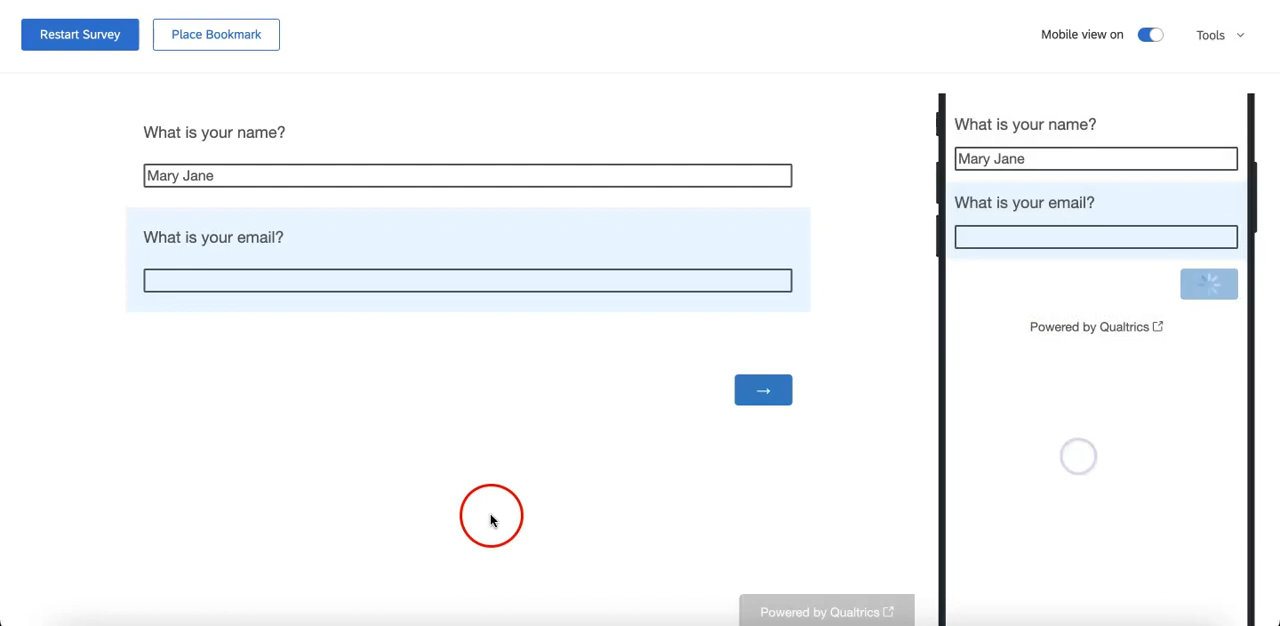 Restart Survey
Place Bookmark
Mobile view on
Tools
What is your name?
Mary Jane
What is your email?
→
Powered by Qualtrics
What is your name?
Mary Jane
What is your email?
Powered by Qualtrics